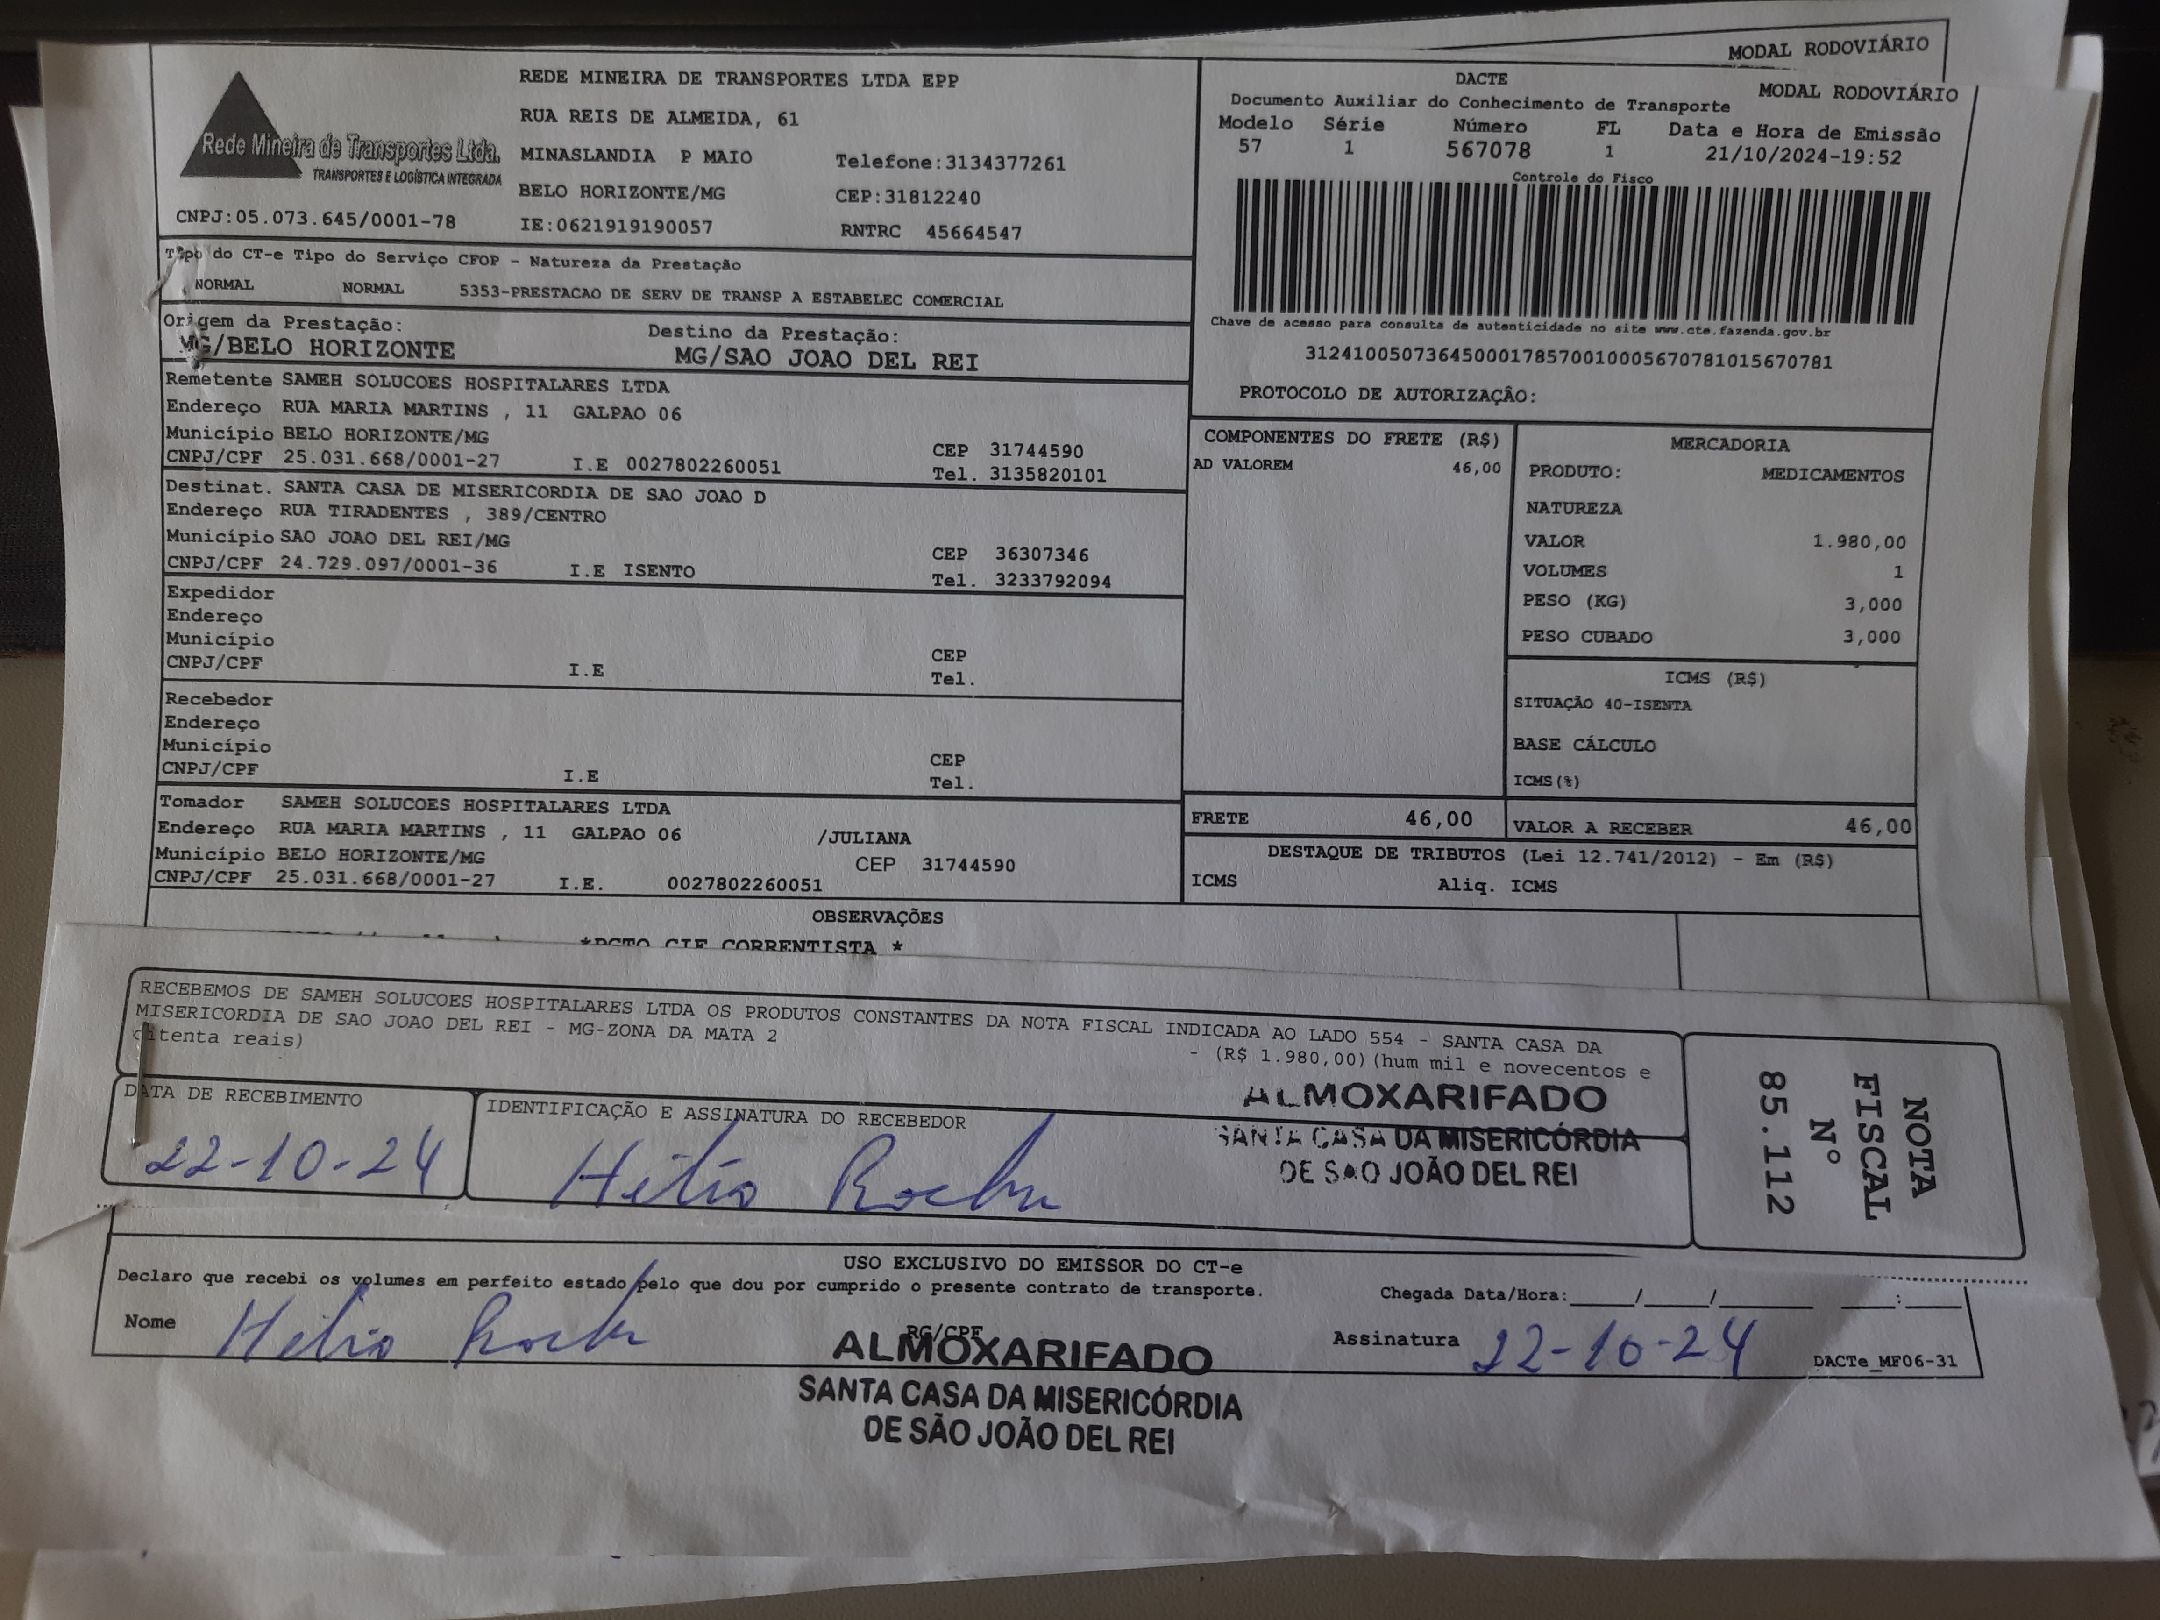 MODAL RODOVIÁRIO
REDE MINEIRA DE TRANSPORTES LTDA EPP
RUA REIS DE ALMEIDA, 61
MINASLANDIA P MAIO Telefone:3134377261
BELO HORIZONTE/MG CEP:31812240
IE:0621919190057 RNTRC 45664547
Rede Mineira de Transportes Ltda.
TRANSPORTES E LOGÍSTICA INTEGRADA
CNPJ:05.073.645/0001-78
DACTE MODAL RODOVIÁRIO
Documento Auxiliar do Conhecimento de Transporte
Modelo Série Número FL Data e Hora de Emissão
57 1 567078 1 21/10/2024-19:52
Controle do Fisco
Chave de acesso para consulta de autenticidade no site www.cte.fazenda.gov.br
31241005073645000178570010005670781015670781
PROTOCOLO DE AUTORIZAÇÃO:
Tipo do CT-e Tipo do Serviço CFOP - Natureza da Prestação
NORMAL NORMAL 5353-PRESTACAO DE SERV DE TRANSP A ESTABELEC COMERCIAL
Origem da Prestação: Destino da Prestação:
MG/BELO HORIZONTE MG/SAO JOAO DEL REI
Remetente SAMEH SOLUCOES HOSPITALARES LTDA
Endereço RUA MARIA MARTINS , 11 GALPAO 06
Município BELO HORIZONTE/MG CEP 31744590
CNPJ/CPF 25.031.668/0001-27 I.E 0027802260051 Tel. 3135820101
Destinat. SANTA CASA DE MISERICORDIA DE SAO JOAO D
Endereço RUA TIRADENTES , 389/CENTRO
Município SAO JOAO DEL REI/MG CEP 36307346
CNPJ/CPF 24.729.097/0001-36 I.E ISENTO Tel. 3233792094
Expedidor
Endereço
Município CEP
CNPJ/CPF I.E Tel.
Recebedor
Endereço
Município CEP
CNPJ/CPF I.E Tel.
Tomador SAMEH SOLUCOES HOSPITALARES LTDA
Endereço RUA MARIA MARTINS , 11 GALPAO 06 /JULIANA
Município BELO HORIZONTE/MG CEP 31744590
CNPJ/CPF 25.031.668/0001-27 I.E. 0027802260051
COMPONENTES DO FRETE (R$)
AD VALOREM 46,00
MERCADORIA
PRODUTO: MEDICAMENTOS
NATUREZA
VALOR 1.980,00
VOLUMES 1
PESO (KG) 3,000
PESO CUBADO 3,000
ICMS (R$)
SITUAÇÃO 40-ISENTA
BASE CÁLCULO
ICMS(%)
FRETE 46,00 VALOR A RECEBER 46,00
DESTAQUE DE TRIBUTOS (Lei 12.741/2012) - Em (R$)
ICMS Aliq. ICMS
OBSERVAÇÕES
*PGTO CIF CORRENTISTA *
RECEBEMOS DE SAMEH SOLUCOES HOSPITALARES LTDA OS PRODUTOS CONSTANTES DA NOTA FISCAL INDICADA AO LADO 554 - SANTA CASA DA
MISERICORDIA DE SAO JOAO DEL REI - MG-ZONA DA MATA 2 - (R$ 1.980,00)(hum mil e novecentos e
oitenta reais)
DATA DE RECEBIMENTO
22-10-24
IDENTIFICAÇÃO E ASSINATURA DO RECEBEDOR
Hélio Rocha
ALMOXARIFADO
SANTA CASA DA MISERICÓRDIA
DE SAO JOÃO DEL REI
NOTA
FISCAL
Nº
85.112
USO EXCLUSIVO DO EMISSOR DO CT-e
Declaro que recebi os volumes em perfeito estado pelo que dou por cumprido o presente contrato de transporte. Chegada Data/Hora:____/____/______ ____:____
Nome Hélio Rocha RG/CPF Assinatura 22-10-24 DACTe_MF06-31
ALMOXARIFADO
SANTA CASA DA MISERICÓRDIA
DE SÃO JOÃO DEL REI